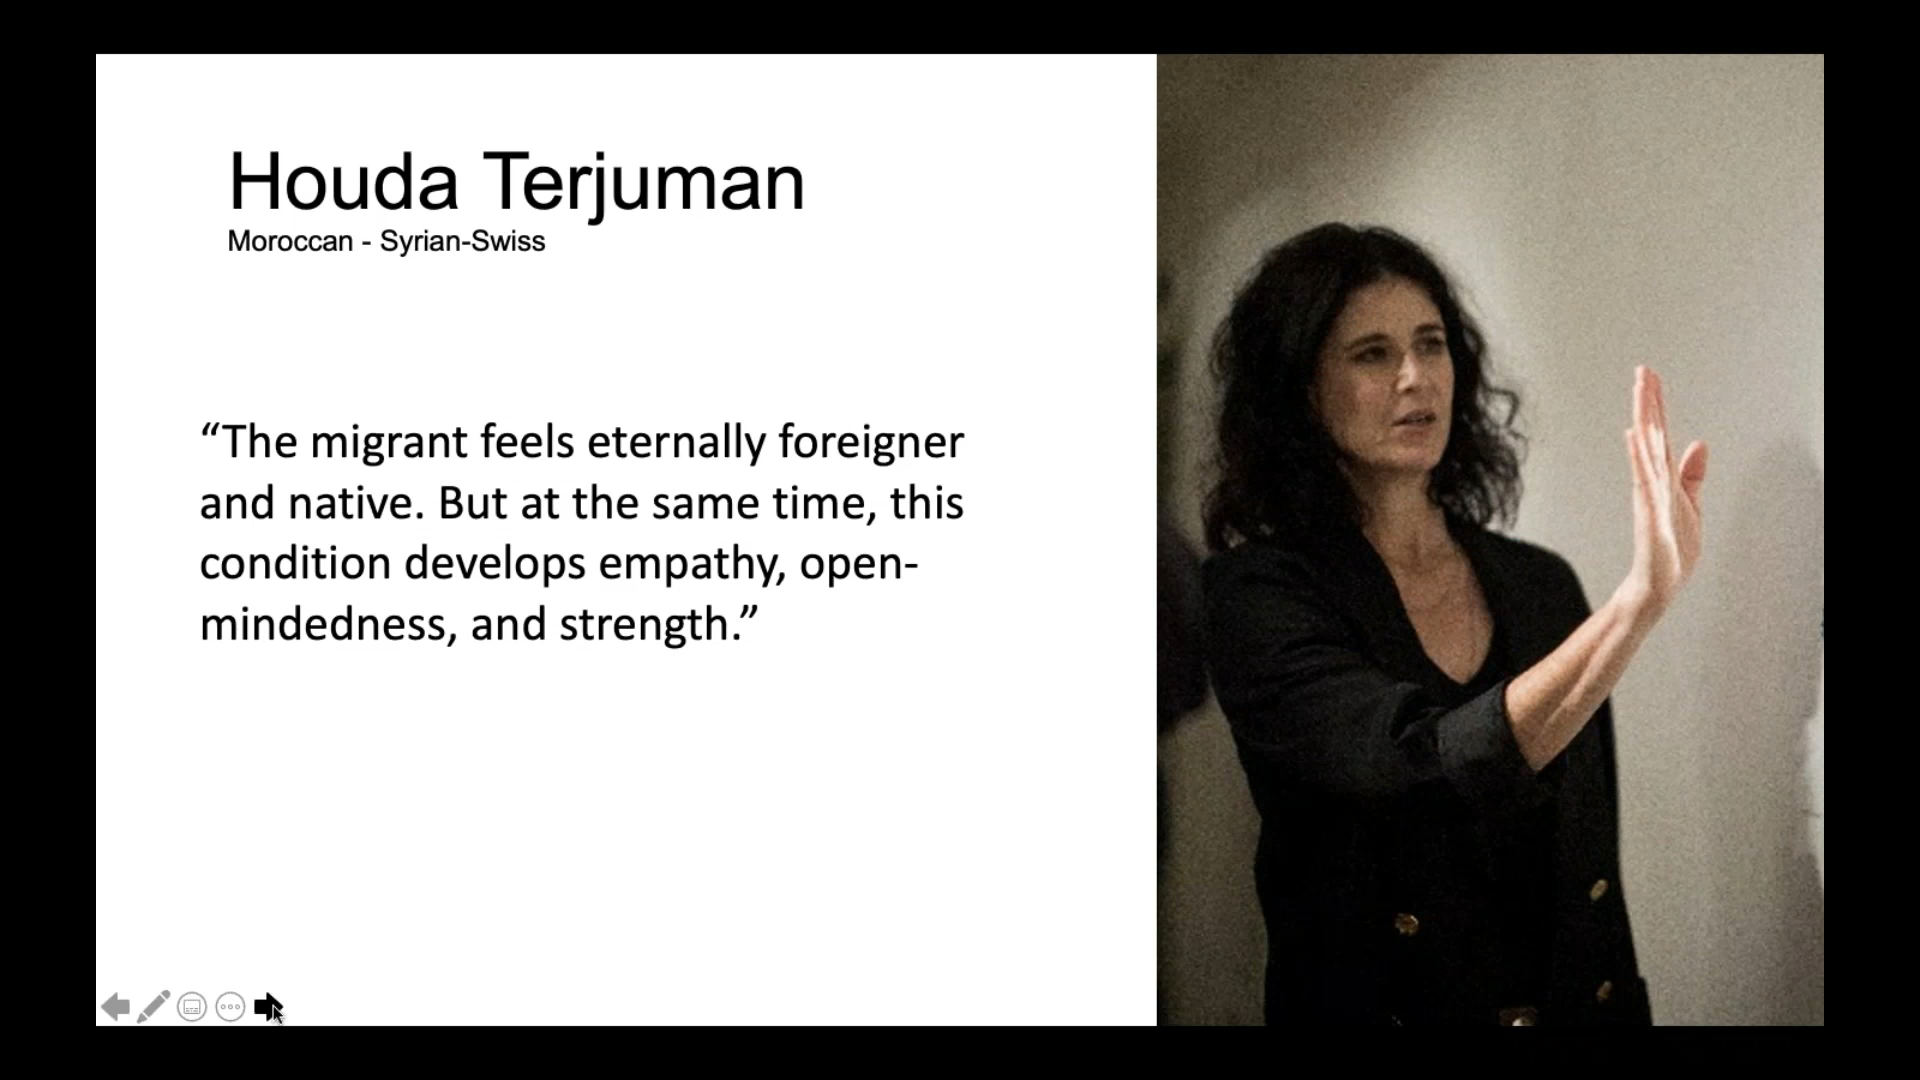 Houda Terjuman
Moroccan - Syrian-Swiss
“The migrant feels eternally foreigner
and native. But at the same time, this
condition develops empathy, open-
mindedness, and strength.”